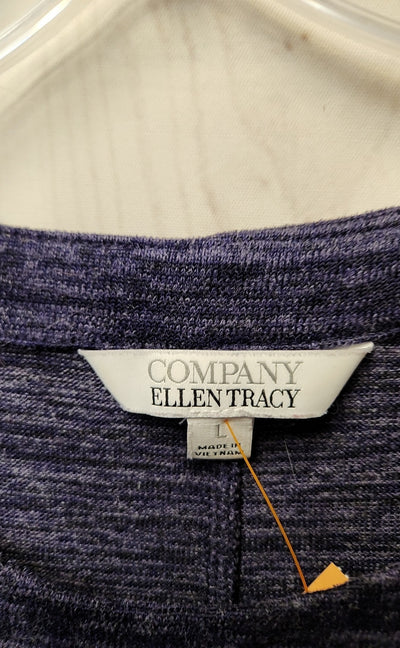 COMPANY
ELLEN TRACY
L
MADE IN
VIETNAM